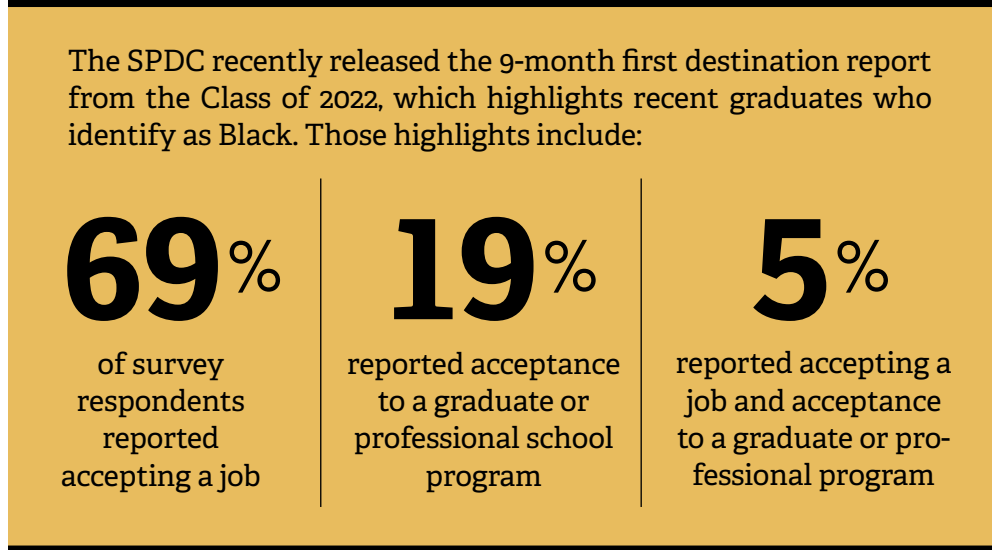 The SPDC recently released the 9-month first destination report
from the Class of 2022, which highlights recent graduates who
identify as Black. Those highlights include:
69%
of survey
respondents
reported
accepting a job
19%
reported acceptance
to a graduate or
professional school
program
5%
reported accepting a
job and acceptance
to a graduate or pro-
fessional program